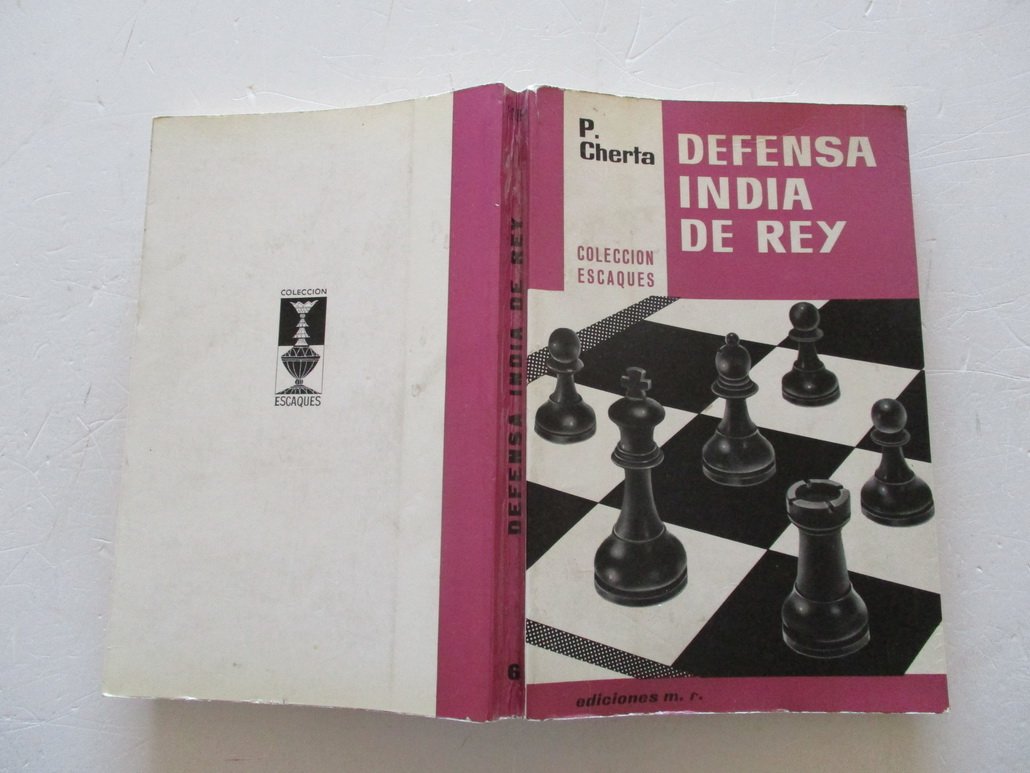 COLECCION
ESCAQUES
DEFENSA INDIA DE REY
6
P.
Cherta
DEFENSA
INDIA
DE REY
COLECCION
ESCAQUES
ediciones m. r.